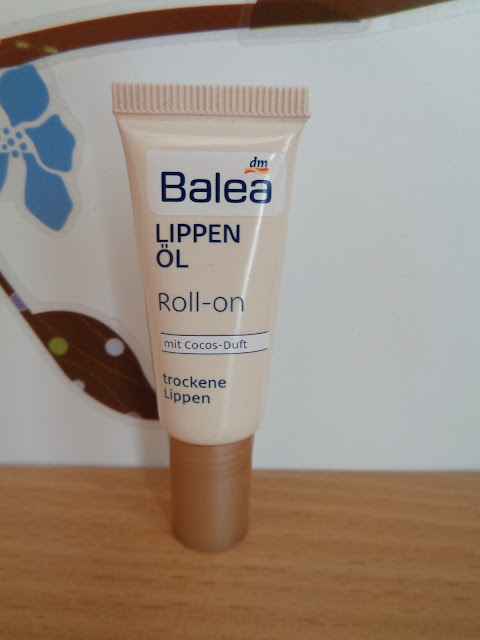 dm
Balea
LIPPEN
ÖL
Roll-on
mit Cocos-Duft
trockene
Lippen